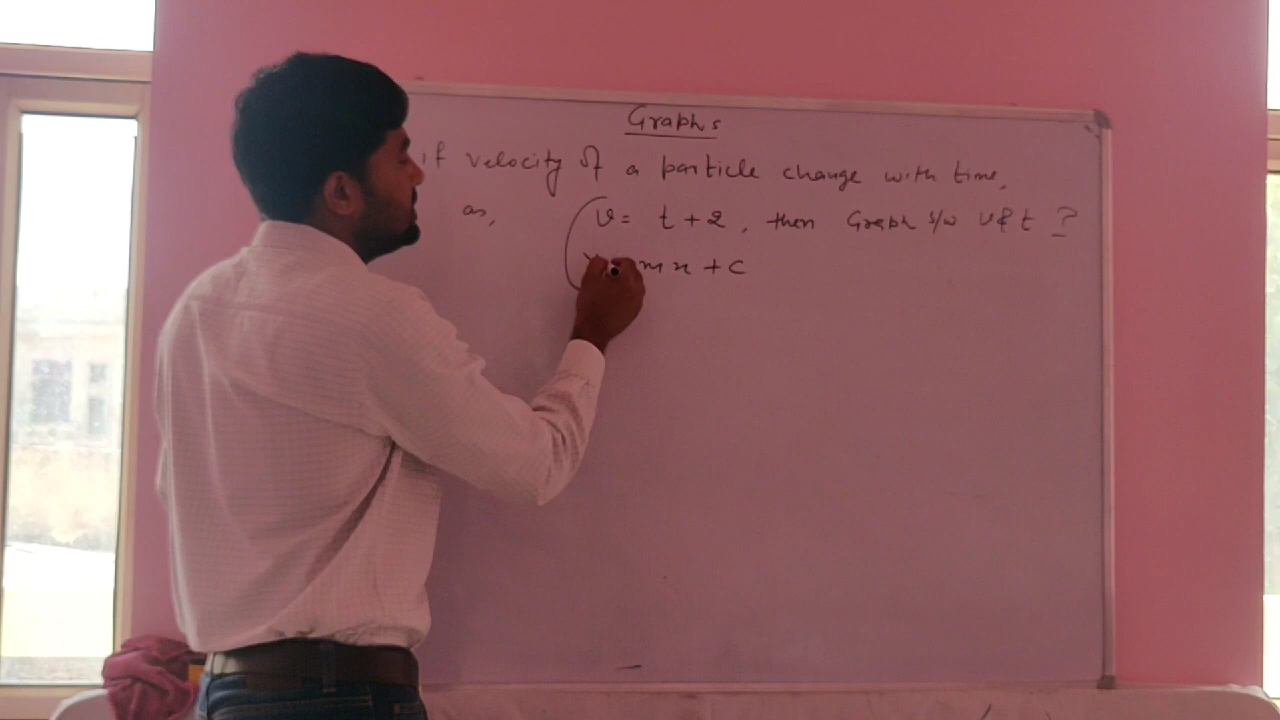 Graphs
if velocity of a particle change with time,
as, v = t + 2, then Graph b/w v & t ?
mx + c